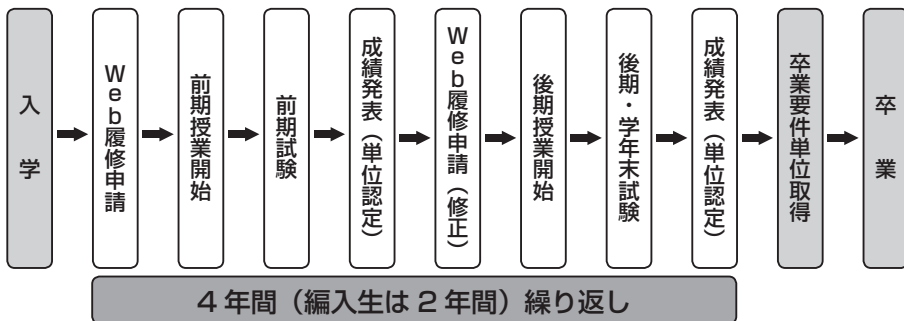 入学
Web履修申請
前期授業開始
前期試験
成績発表（単位認定）
Web履修申請（修正）
後期授業開始
後期・学年末試験
成績発表（単位認定）
卒業要件単位取得
卒業
4年間（編入生は2年間）繰り返し